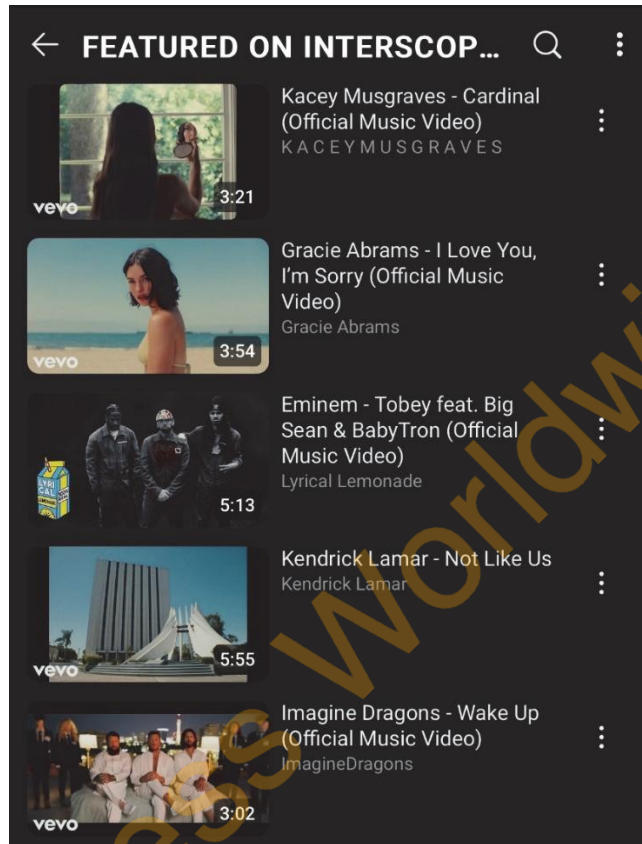 FEATURED ON INTERSCOP...
Kacey Musgraves - Cardinal
(Official Music Video)
KACEYMUSGRAVES
vevo
3:21
Gracie Abrams - I Love You,
I'm Sorry (Official Music
Video)
Gracie Abrams
vevo
3:54
Eminem - Tobey feat. Big
Sean & BabyTron (Official
Music Video)
Lyrical Lemonade
LYRI
CAL
5:13
Kendrick Lamar - Not Like Us
Kendrick Lamar
vevo
5:55
Imagine Dragons - Wake Up
(Official Music Video)
ImagineDragons
vevo
3:02